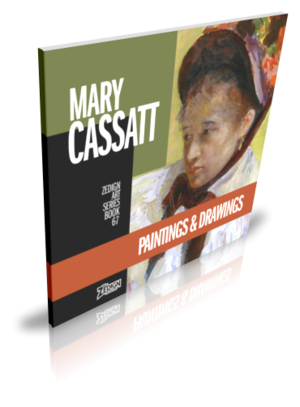 MARY
CASSATT
ZEDIGN
ART
SERIES
BOOK
67
PAINTINGS & DRAWINGS